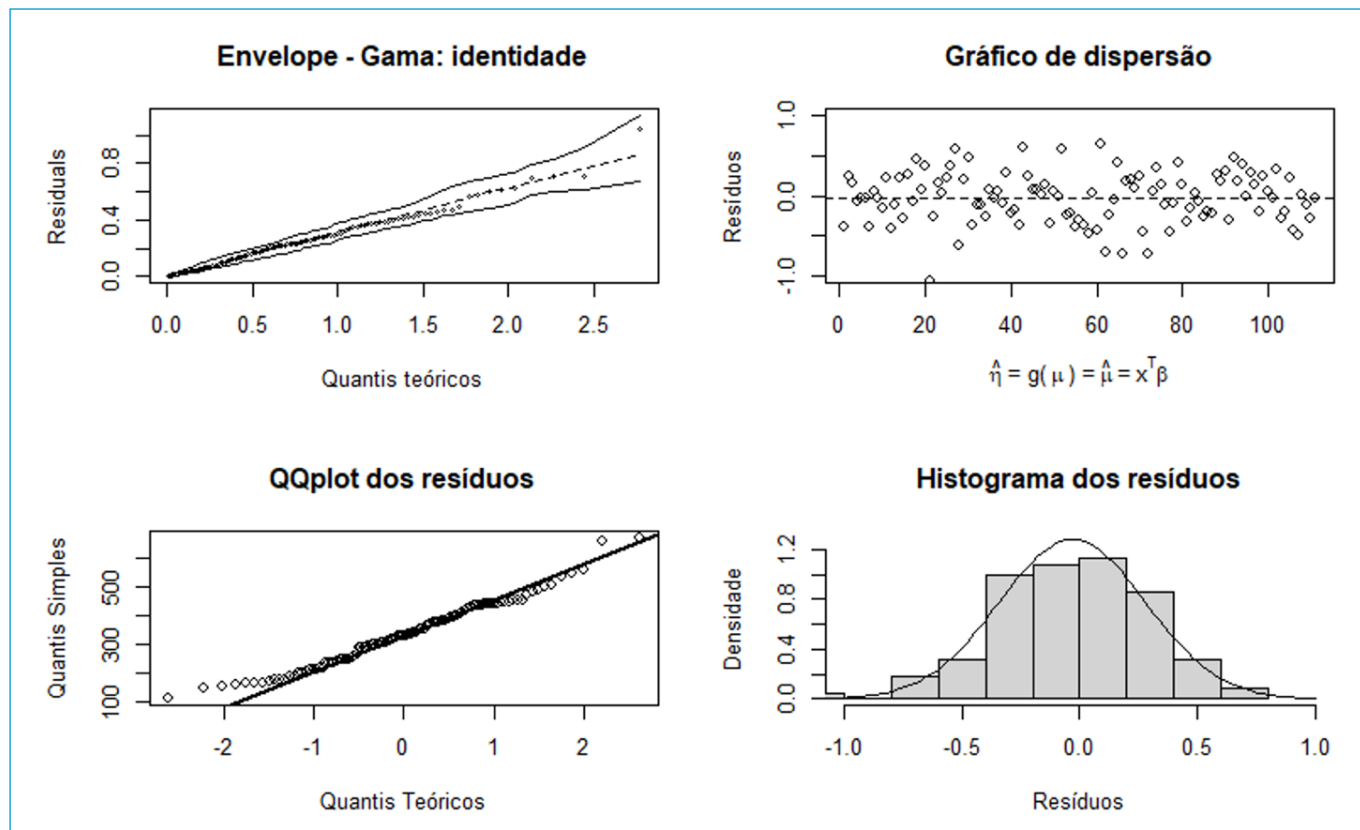 Envelope - Gama: identidade
Residuals
0.0 0.4 0.8
0.0 0.5 1.0 1.5 2.0 2.5
Quantis teóricos
Gráfico de dispersão
Resíduos
-1.0 0.0 1.0
0 20 40 60 80 100
η̂ = g( μ ) = μ̂ = xᵀβ
QQplot dos resíduos
Quantis Simples
100 300 500
-2 -1 0 1 2
Quantis Teóricos
Histograma dos resíduos
Densidade
0.0 0.4 0.8 1.2
-1.0 -0.5 0.0 0.5 1.0
Resíduos